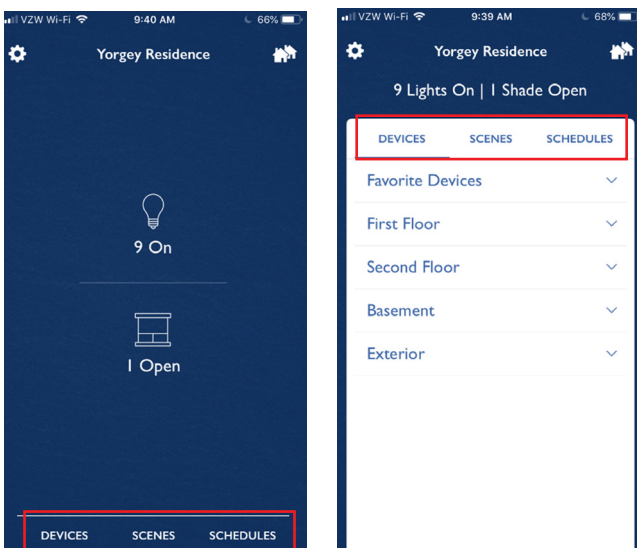 VZW Wi-Fi 9:40 AM 66%
Yorgey Residence
9 On
1 Open
DEVICES SCENES SCHEDULES
VZW Wi-Fi 9:39 AM 68%
Yorgey Residence
9 Lights On | 1 Shade Open
DEVICES SCENES SCHEDULES
Favorite Devices
First Floor
Second Floor
Basement
Exterior